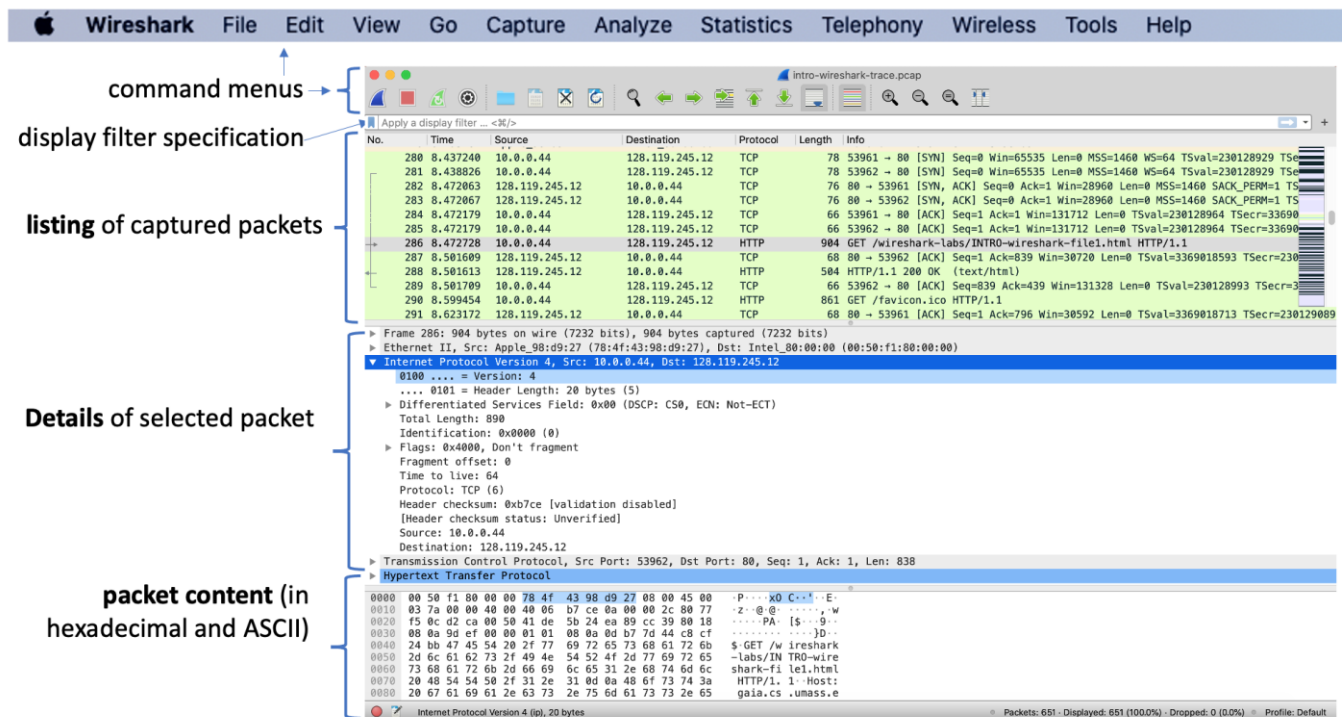 Wireshark File Edit View Go Capture Analyze Statistics Telephony Wireless Tools Help
command menus
intro-wireshark-trace.pcap
display filter specification
Apply a display filter ... <⌘/>
+
No. Time Source Destination Protocol Length Info
280 8.437240 10.0.0.44 128.119.245.12 TCP 78 53961 → 80 [SYN] Seq=0 Win=65535 Len=0 MSS=1460 WS=64 TSval=230128929 TSe
281 8.438826 10.0.0.44 128.119.245.12 TCP 78 53962 → 80 [SYN] Seq=0 Win=65535 Len=0 MSS=1460 WS=64 TSval=230128929 TSe
282 8.472063 128.119.245.12 10.0.0.44 TCP 76 80 → 53961 [SYN, ACK] Seq=0 Ack=1 Win=28960 Len=0 MSS=1460 SACK_PERM=1 TS
283 8.472067 128.119.245.12 10.0.0.44 TCP 76 80 → 53962 [SYN, ACK] Seq=0 Ack=1 Win=28960 Len=0 MSS=1460 SACK_PERM=1 TS
284 8.472179 10.0.0.44 128.119.245.12 TCP 66 53961 → 80 [ACK] Seq=1 Ack=1 Win=131712 Len=0 TSval=230128964 TSecr=33690
285 8.472179 10.0.0.44 128.119.245.12 TCP 66 53962 → 80 [ACK] Seq=1 Ack=1 Win=131712 Len=0 TSval=230128964 TSecr=33690
286 8.472728 10.0.0.44 128.119.245.12 HTTP 904 GET /wireshark-labs/INTRO-wireshark-file1.html HTTP/1.1
287 8.501609 128.119.245.12 10.0.0.44 TCP 68 80 → 53962 [ACK] Seq=1 Ack=839 Win=30720 Len=0 TSval=3369018593 TSecr=230
288 8.501613 128.119.245.12 10.0.0.44 HTTP 504 HTTP/1.1 200 OK (text/html)
289 8.501709 10.0.0.44 128.119.245.12 TCP 66 53962 → 80 [ACK] Seq=839 Ack=439 Win=131328 Len=0 TSval=230128993 TSecr=3
290 8.599454 10.0.0.44 128.119.245.12 HTTP 861 GET /favicon.ico HTTP/1.1
291 8.623172 128.119.245.12 10.0.0.44 TCP 68 80 → 53961 [ACK] Seq=1 Ack=796 Win=30592 Len=0 TSval=3369018713 TSecr=230129089
listing of captured packets
Frame 286: 904 bytes on wire (7232 bits), 904 bytes captured (7232 bits)
Ethernet II, Src: Apple_98:d9:27 (78:4f:43:98:d9:27), Dst: Intel_80:00:00 (00:50:f1:80:00:00)
Internet Protocol Version 4, Src: 10.0.0.44, Dst: 128.119.245.12
0100 .... = Version: 4
.... 0101 = Header Length: 20 bytes (5)
Differentiated Services Field: 0x00 (DSCP: CS0, ECN: Not-ECT)
Total Length: 890
Identification: 0x0000 (0)
Flags: 0x4000, Don't fragment
Fragment offset: 0
Time to live: 64
Protocol: TCP (6)
Header checksum: 0xb7ce [validation disabled]
[Header checksum status: Unverified]
Source: 10.0.0.44
Destination: 128.119.245.12
Details of selected packet
Transmission Control Protocol, Src Port: 53962, Dst Port: 80, Seq: 1, Ack: 1, Len: 838
Hypertext Transfer Protocol
packet content (in
hexadecimal and ASCII)
0000 00 50 f1 80 00 00 78 4f 43 98 d9 27 08 00 45 00 ·P····xO C··'··E·
0010 03 7a 00 00 40 00 40 06 b7 ce 0a 00 00 2c 80 77 ·z··@·@· ·····,·w
0020 f5 0c d2 ca 00 50 41 de 5b 24 ea 89 cc 39 80 18 ·····PA· [$···9··
0030 08 0a 9d ef 00 00 01 01 08 0a 0d b7 7d 44 c8 cf ········ ····}D··
0040 24 bb 47 45 54 20 2f 77 69 72 65 73 68 61 72 6b $·GET /w ireshark
0050 2d 6c 61 62 73 2f 49 4e 54 52 4f 2d 77 69 72 65 -labs/IN TRO-wire
0060 73 68 61 72 6b 2d 66 69 6c 65 31 2e 68 74 6d 6c shark-fi le1.html
0070 20 48 54 54 50 2f 31 2e 31 0d 0a 48 6f 73 74 3a HTTP/1. 1··Host:
0080 20 67 61 69 61 2e 63 73 2e 75 6d 61 73 73 2e 65 gaia.cs .umass.e
Internet Protocol Version 4 (ip), 20 bytes
Packets: 651 · Displayed: 651 (100.0%) · Dropped: 0 (0.0%)
Profile: Default